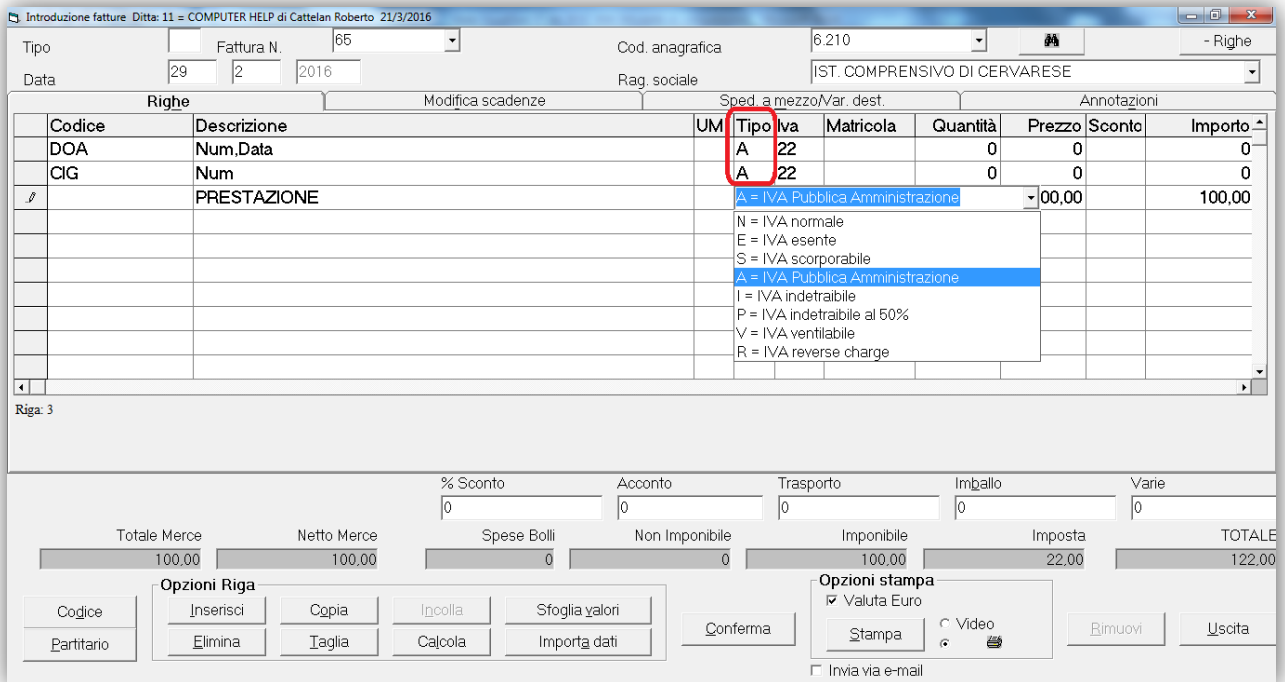 Introduzione fatture Ditta: 11 = COMPUTER HELP di Cattelan Roberto 21/3/2016
Tipo Fattura N. 65 Cod. anagrafica 6.210 - Righe
Data 29 2 2016 Rag. sociale IST. COMPRENSIVO DI CERVARESE
Righe Modifica scadenze Sped. a mezzo/Var. dest. Annotazioni
Codice Descrizione UM Tipo Iva Matricola Quantità Prezzo Sconto Importo
DOA Num,Data A 22 0 0 0
CIG Num A 22 0 0 0
PRESTAZIONE A = IVA Pubblica Amministrazione 00,00 100,00
N = IVA normale
E = IVA esente
S = IVA scorporabile
A = IVA Pubblica Amministrazione
I = IVA indetraibile
P = IVA indetraibile al 50%
V = IVA ventilabile
R = IVA reverse charge
Riga: 3
% Sconto Acconto Trasporto Imballo Varie
0 0 0 0 0
Totale Merce Netto Merce Spese Bolli Non Imponibile Imponibile Imposta TOTALE
100,00 100,00 0 0 100,00 22,00 122,00
Opzioni Riga Opzioni stampa
Codice Inserisci Copia Incolla Sfoglia valori Conferma Valuta Euro Stampa Video Rimuovi Uscita
Partitario Elimina Taglia Calcola Importa dati
Invia via e-mail